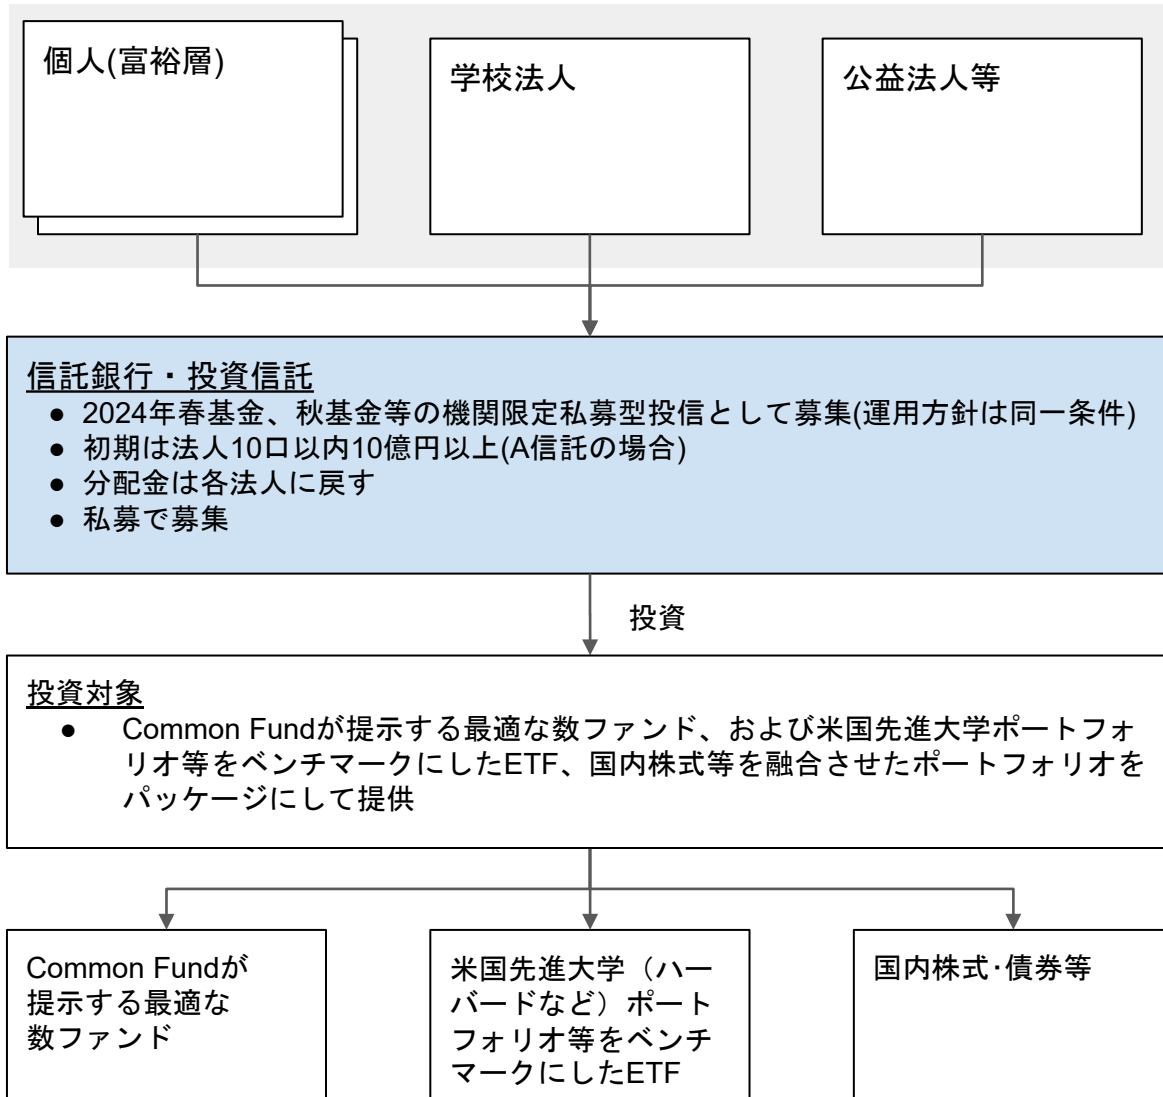 個人(富裕層)
学校法人
公益法人等
信託銀行・投資信託
● 2024年春基金、秋基金等の機関限定私募型投信として募集(運用方針は同一条件)
● 初期は法人10口以内10億円以上(A信託の場合)
● 分配金は各法人に戻す
● 私募で募集
投資
投資対象
● Common Fundが提示する最適な数ファンド、および米国先進大学ポートフォ
リオ等をベンチマークにしたETF、国内株式等を融合させたポートフォリオを
パッケージにして提供
Common Fundが
提示する最適な
数ファンド
米国先進大学（ハー
バードなど）ポート
フォリオ等をベンチ
マークにしたETF
国内株式･債券等